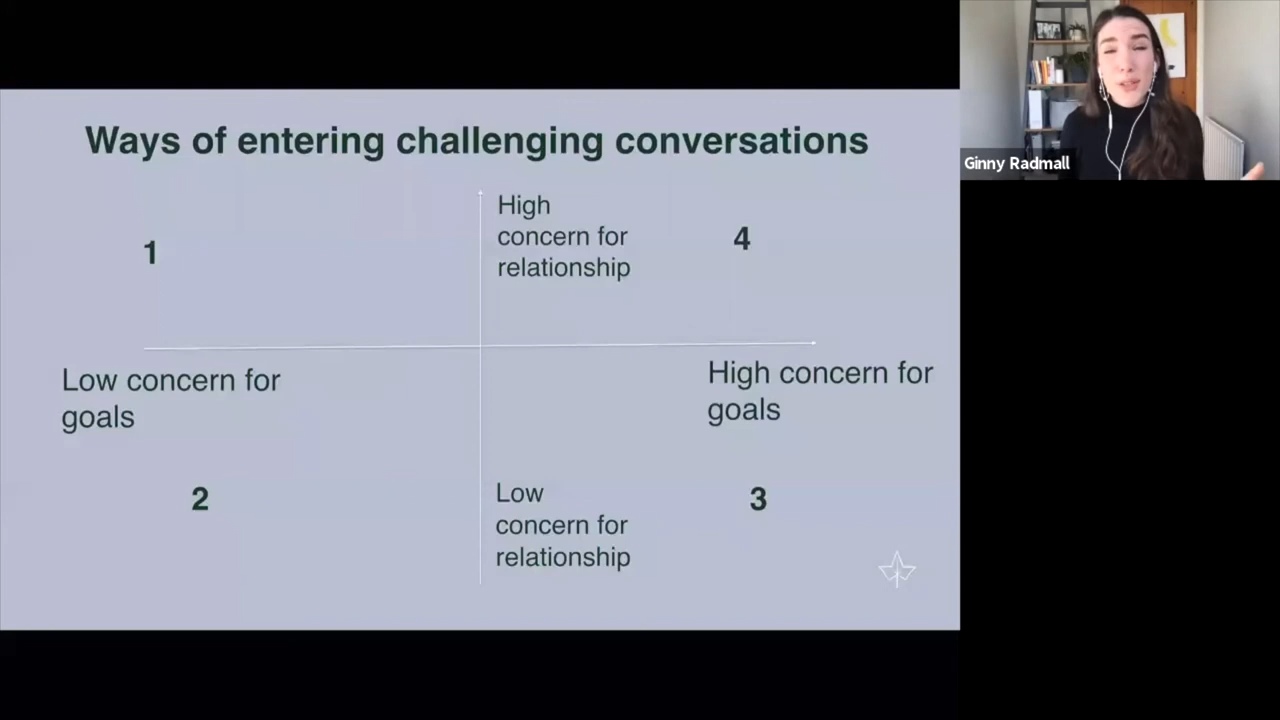 Ways of entering challenging conversations
1
High
concern for
relationship
4
Low concern for
goals
High concern for
goals
2
Low
concern for
relationship
3
Ginny Radmall